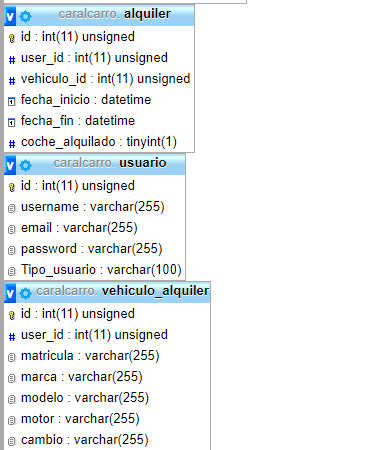 caralcarro. alquiler
id : int(11) unsigned
user_id : int(11) unsigned
vehiculo_id : int(11) unsigned
fecha_inicio : datetime
fecha_fin : datetime
coche_alquilado : tinyint(1)
caralcarro. usuario
id : int(11) unsigned
username : varchar(255)
email : varchar(255)
password : varchar(255)
Tipo_usuario : varchar(100)
caralcarro. vehiculo_alquiler
id : int(11) unsigned
user_id : int(11) unsigned
matricula : varchar(255)
marca : varchar(255)
modelo : varchar(255)
motor : varchar(255)
cambio : varchar(255)